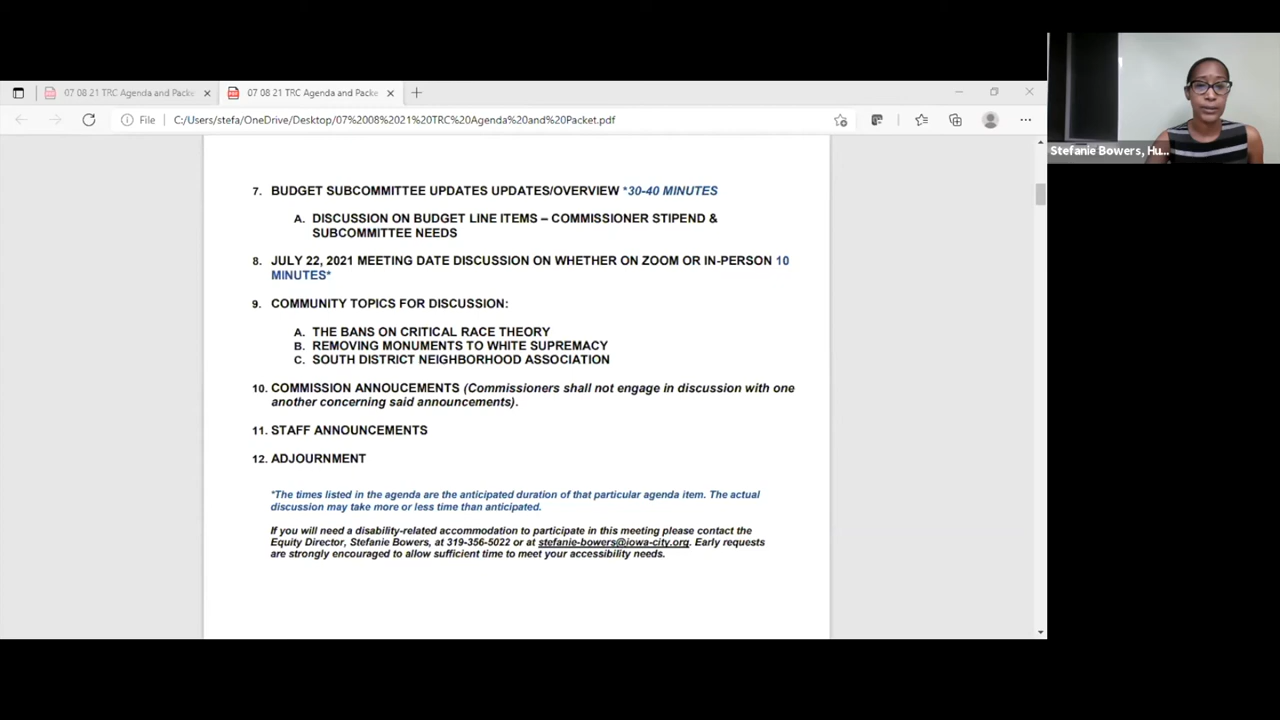 07 08 21 TRC Agenda and Packe
07 08 21 TRC Agenda and Packe
File
C:/Users/stefa/OneDrive/Desktop/07%2008%2021%20TRC%20Agenda%20and%20Packet.pdf
Stefanie Bowers, Hu...
7. BUDGET SUBCOMMITTEE UPDATES UPDATES/OVERVIEW *30-40 MINUTES
A. DISCUSSION ON BUDGET LINE ITEMS – COMMISSIONER STIPEND &
SUBCOMMITTEE NEEDS
8. JULY 22, 2021 MEETING DATE DISCUSSION ON WHETHER ON ZOOM OR IN-PERSON 10
MINUTES*
9. COMMUNITY TOPICS FOR DISCUSSION:
A. THE BANS ON CRITICAL RACE THEORY
B. REMOVING MONUMENTS TO WHITE SUPREMACY
C. SOUTH DISTRICT NEIGHBORHOOD ASSOCIATION
10. COMMISSION ANNOUCEMENTS (Commissioners shall not engage in discussion with one
another concerning said announcements).
11. STAFF ANNOUNCEMENTS
12. ADJOURNMENT
*The times listed in the agenda are the anticipated duration of that particular agenda item. The actual
discussion may take more or less time than anticipated.
If you will need a disability-related accommodation to participate in this meeting please contact the
Equity Director, Stefanie Bowers, at 319-356-5022 or at stefanie-bowers@iowa-city.org. Early requests
are strongly encouraged to allow sufficient time to meet your accessibility needs.